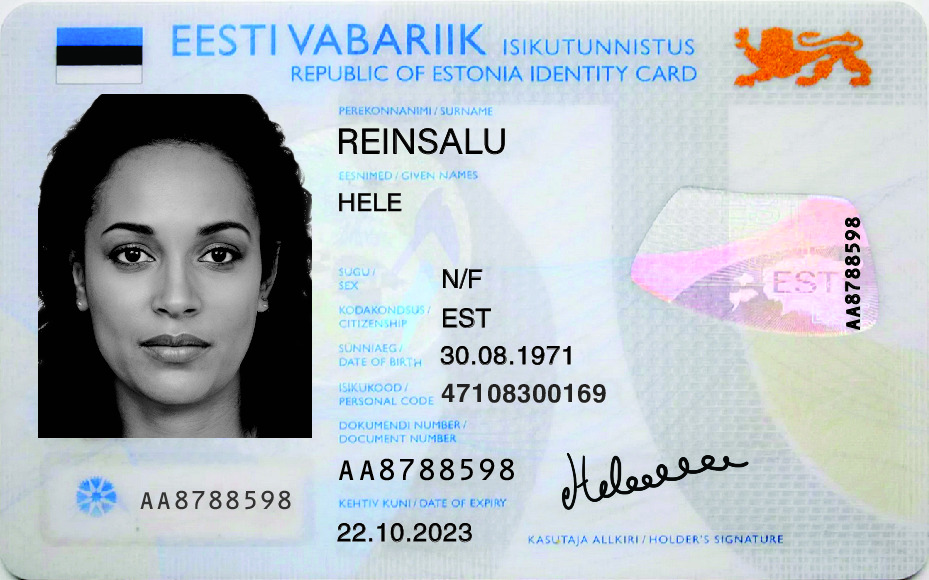 EESTI VABARIIK ISIKUTUNNISTUS
REPUBLIC OF ESTONIA IDENTITY CARD
PEREKONNANIMI / SURNAME
REINSALU
EESNIMED / GIVEN NAMES
HELE
SUGU / N/F
SEX
KODAKONDSUS / EST
CITIZENSHIP
SÜNNIAEG / 30.08.1971
DATE OF BIRTH
ISIKUKOOD / 47108300169
PERSONAL CODE
DOKUMENDI NUMBER /
DOCUMENT NUMBER
AA8788598
KEHTIV KUNI / DATE OF EXPIRY
22.10.2023
KASUTAJA ALLKIRI / HOLDER'S SIGNATURE
AA8788598
EST
AA8788598